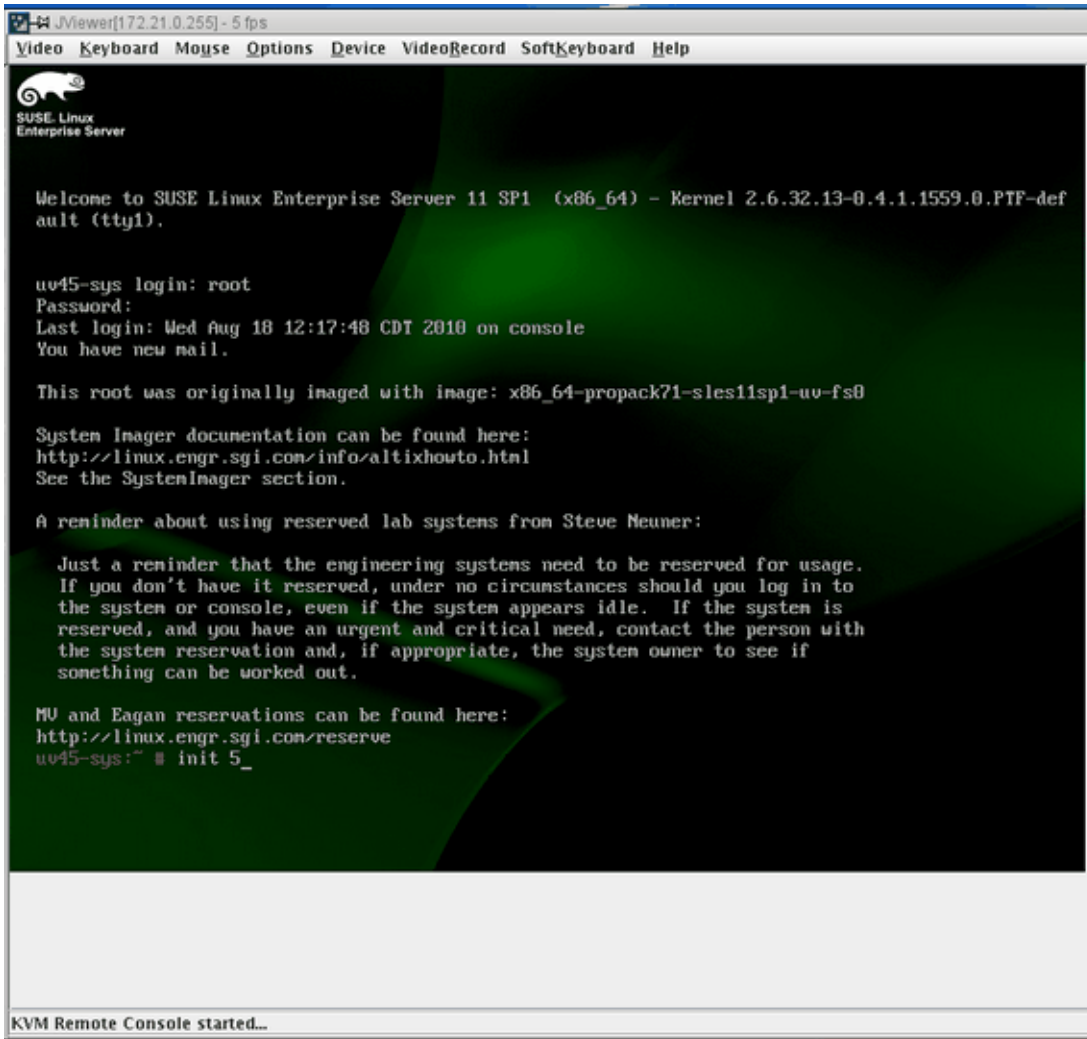 JViewer[172.21.0.255] - 5 fps
Video Keyboard Mouse Options Device VideoRecord SoftKeyboard Help
SUSE Linux
Enterprise Server
Welcome to SUSE Linux Enterprise Server 11 SP1  (x86_64) - Kernel 2.6.32.13-0.4.1.1559.0.PTF-def
ault (tty1).
uv45-sys login: root
Password:
Last login: Wed Aug 18 12:17:48 CDT 2010 on console
You have new mail.
This root was originally imaged with image: x86_64-propack71-sles11sp1-uv-fs0
System Imager documentation can be found here:
http://linux.engr.sgi.com/info/altixhowto.html
See the SystemImager section.
A reminder about using reserved lab systems from Steve Neuner:
Just a reminder that the engineering systems need to be reserved for usage.
If you don't have it reserved, under no circumstances should you log in to
the system or console, even if the system appears idle.  If the system is
reserved, and you have an urgent and critical need, contact the person with
the system reservation and, if appropriate, the system owner to see if
something can be worked out.
MV and Eagan reservations can be found here:
http://linux.engr.sgi.com/reserve
uv45-sys:~ # init 5_
KVM Remote Console started...